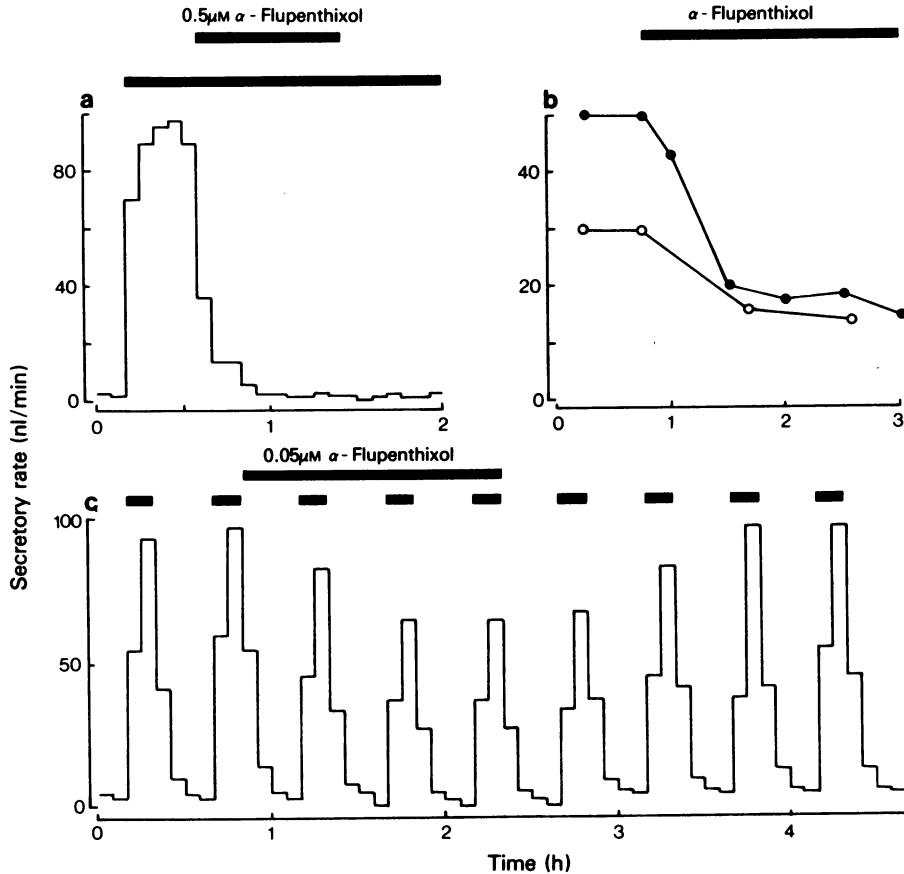 0.5μM α - Flupenthixol
α - Flupenthixol
a
b
80
40
0
0
1
2
40
20
0
0
1
2
3
0.05μM α - Flupenthixol
c
100
50
0
0
1
2
3
4
Secretory rate (nl/min)
Time (h)